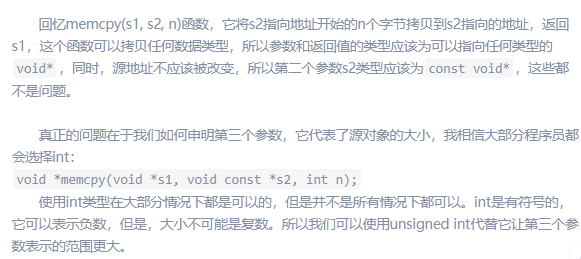 回忆memcpy(s1, s2, n)函数，它将s2指向地址开始的n个字节拷贝到s2指向的地址，返回
s1，这个函数可以拷贝任何数据类型，所以参数和返回值的类型应该为可以指向任何类型的
void*，同时，源地址不应该被改变，所以第二个参数s2类型应该为const void*，这些都
不是问题。
真正的问题在于我们如何申明第三个参数，它代表了源对象的大小，我相信大部分程序员都
会选择int：
void *memcpy(void *s1, void const *s2, int n);
使用int类型在大部分情况下都是可以的，但是并不是所有情况下都可以。int是有符号的，
它可以表示负数，但是，大小不可能是复数。所以我们可以使用unsigned int代替它让第三个参
数表示的范围更大。